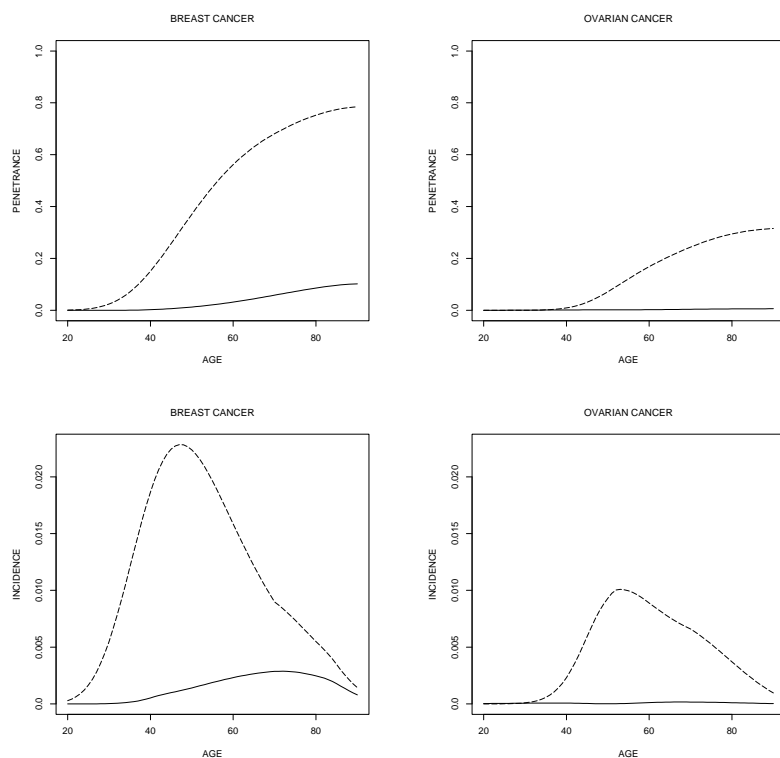 BREAST CANCER
PENETRANCE
1.0
0.8
0.6
0.4
0.2
0.0
20 40 60 80
AGE
OVARIAN CANCER
PENETRANCE
1.0
0.8
0.6
0.4
0.2
0.0
20 40 60 80
AGE
BREAST CANCER
INCIDENCE
0.020
0.015
0.010
0.005
0.0
20 40 60 80
AGE
OVARIAN CANCER
INCIDENCE
0.020
0.015
0.010
0.005
0.0
20 40 60 80
AGE